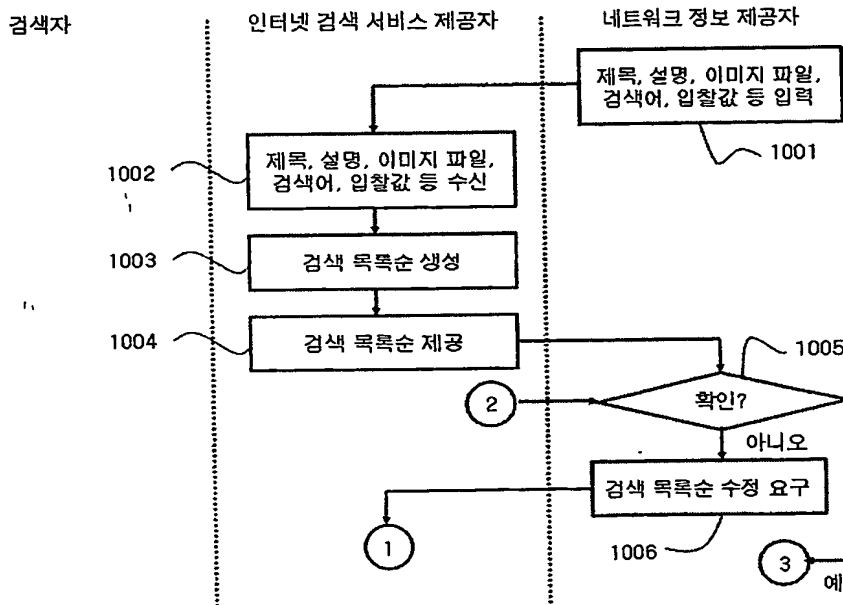 검색자
인터넷 검색 서비스 제공자
네트워크 정보 제공자
제목, 설명, 이미지 파일,
검색어, 입찰값 등 입력
1001
1002
제목, 설명, 이미지 파일,
검색어, 입찰값 등 수신
1003
검색 목록순 생성
1004
검색 목록순 제공
1005
확인?
2
아니오
검색 목록순 수정 요구
1006
1
3
예